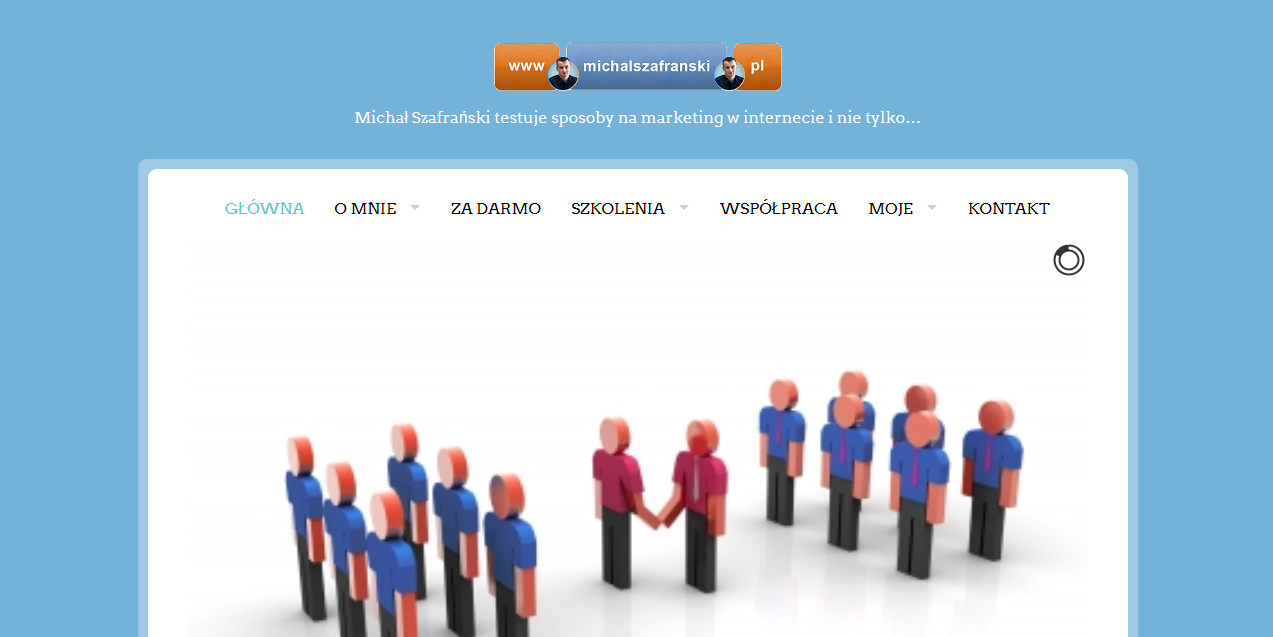 www michalszafranski pl
Michał Szafrański testuje sposoby na marketing w internecie i nie tylko…
GŁÓWNA O MNIE ZA DARMO SZKOLENIA WSPÓŁPRACA MOJE KONTAKT